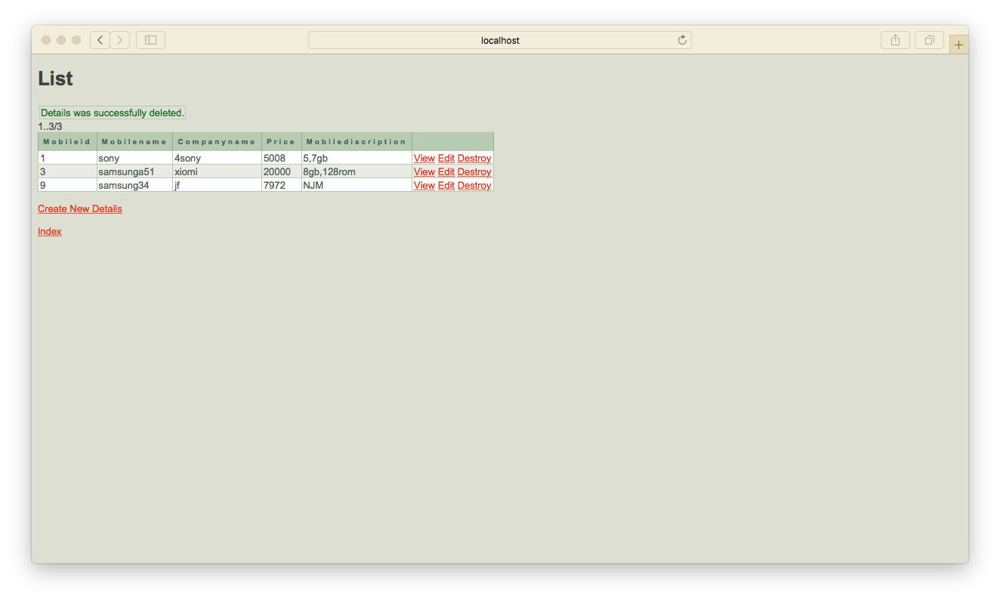 localhost
List
Details was successfully deleted.
1..3/3
Mobileid Mobilename Companyname Price Mobilediscription
1 sony 4sony 5008 5,7gb View Edit Destroy
3 samsunga51 xiomi 20000 8gb,128rom View Edit Destroy
9 samsung34 jf 7972 NJM View Edit Destroy
Create New Details
Index